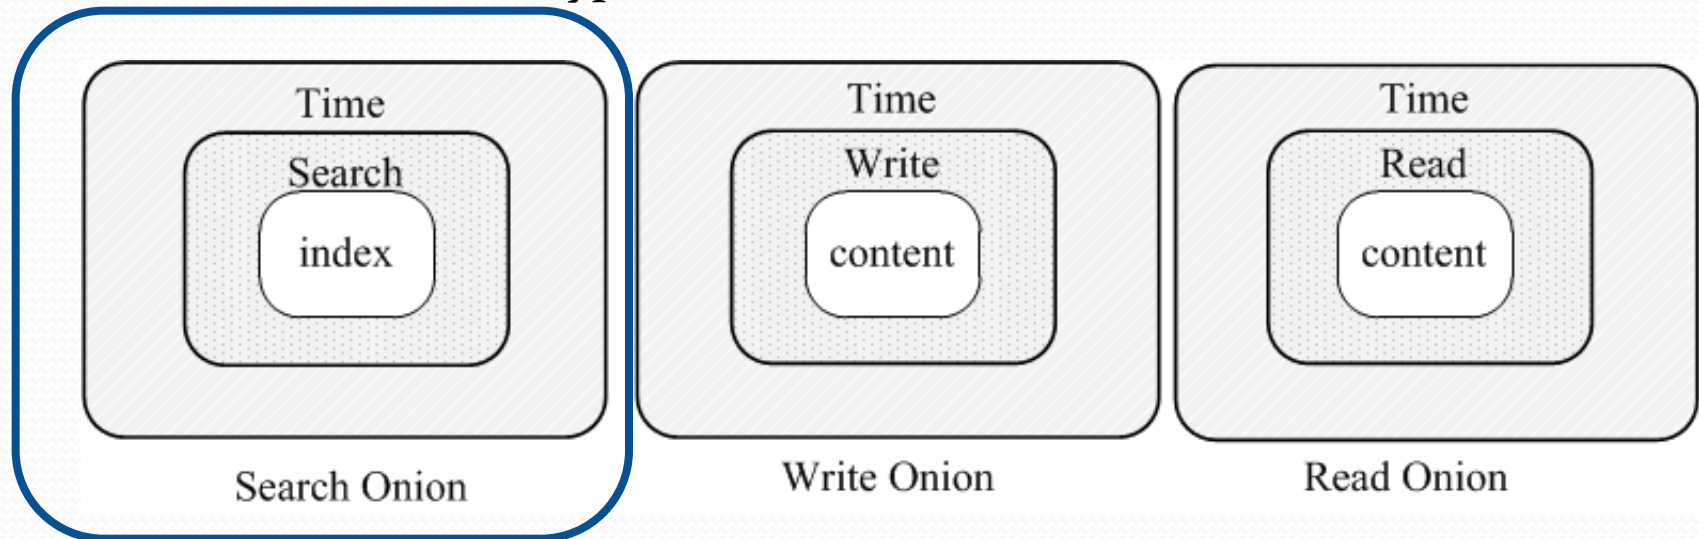 Time
Search
index
Search Onion
Time
Write
content
Write Onion
Time
Read
content
Read Onion